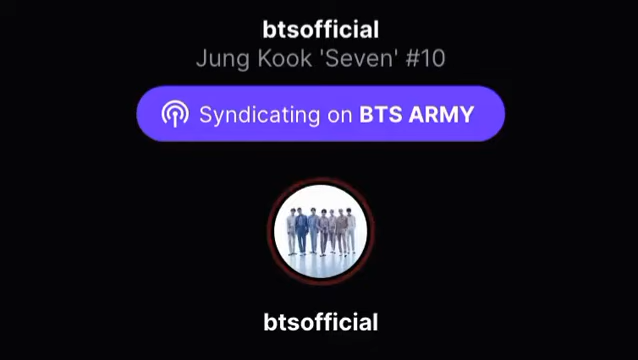 btsofficial
Jung Kook 'Seven' #10
Syndicating on BTS ARMY
btsofficial